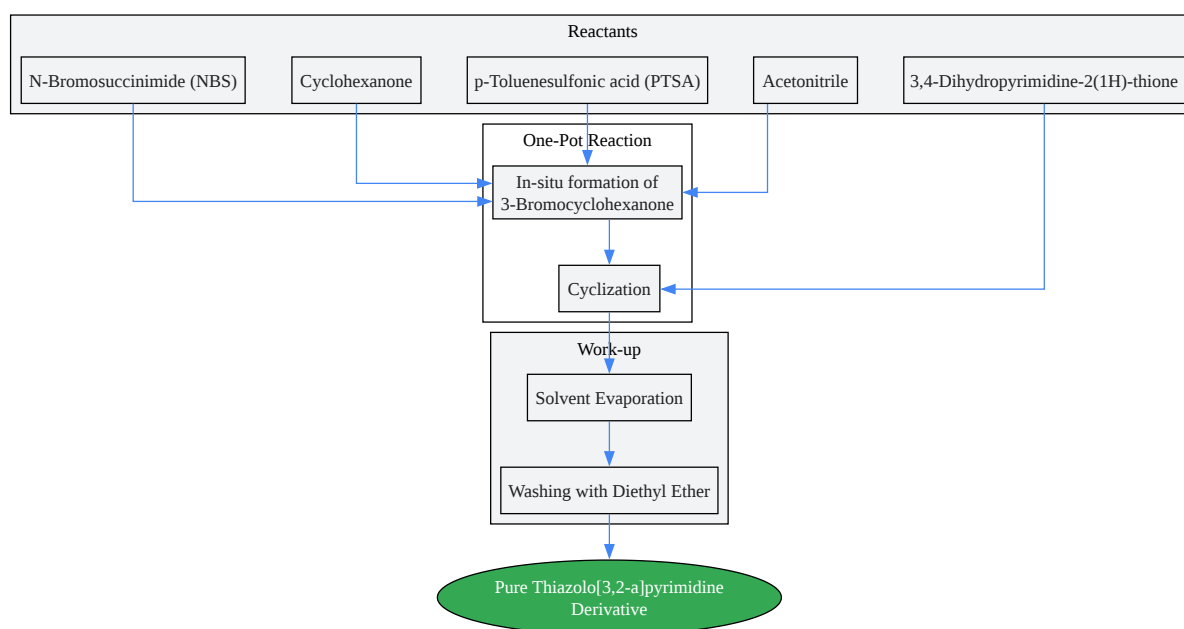 Reactants
N-Bromosuccinimide (NBS)
Cyclohexanone
p-Toluenesulfonic acid (PTSA)
Acetonitrile
3,4-Dihydropyrimidine-2(1H)-thione
One-Pot Reaction
In-situ formation of
3-Bromocyclohexanone
Cyclization
Work-up
Solvent Evaporation
Washing with Diethyl Ether
Pure Thiazolo[3,2-a]pyrimidine
Derivative